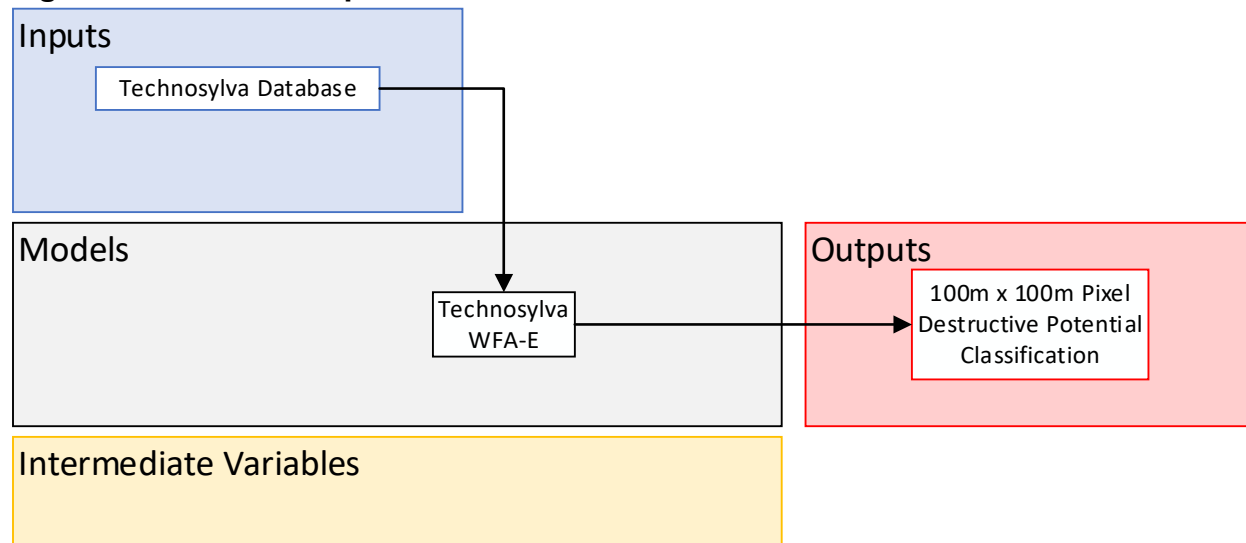 Inputs
Technosylva Database
Models
Technosylva
WFA-E
Outputs
100m x 100m Pixel
Destructive Potential
Classification
Intermediate Variables